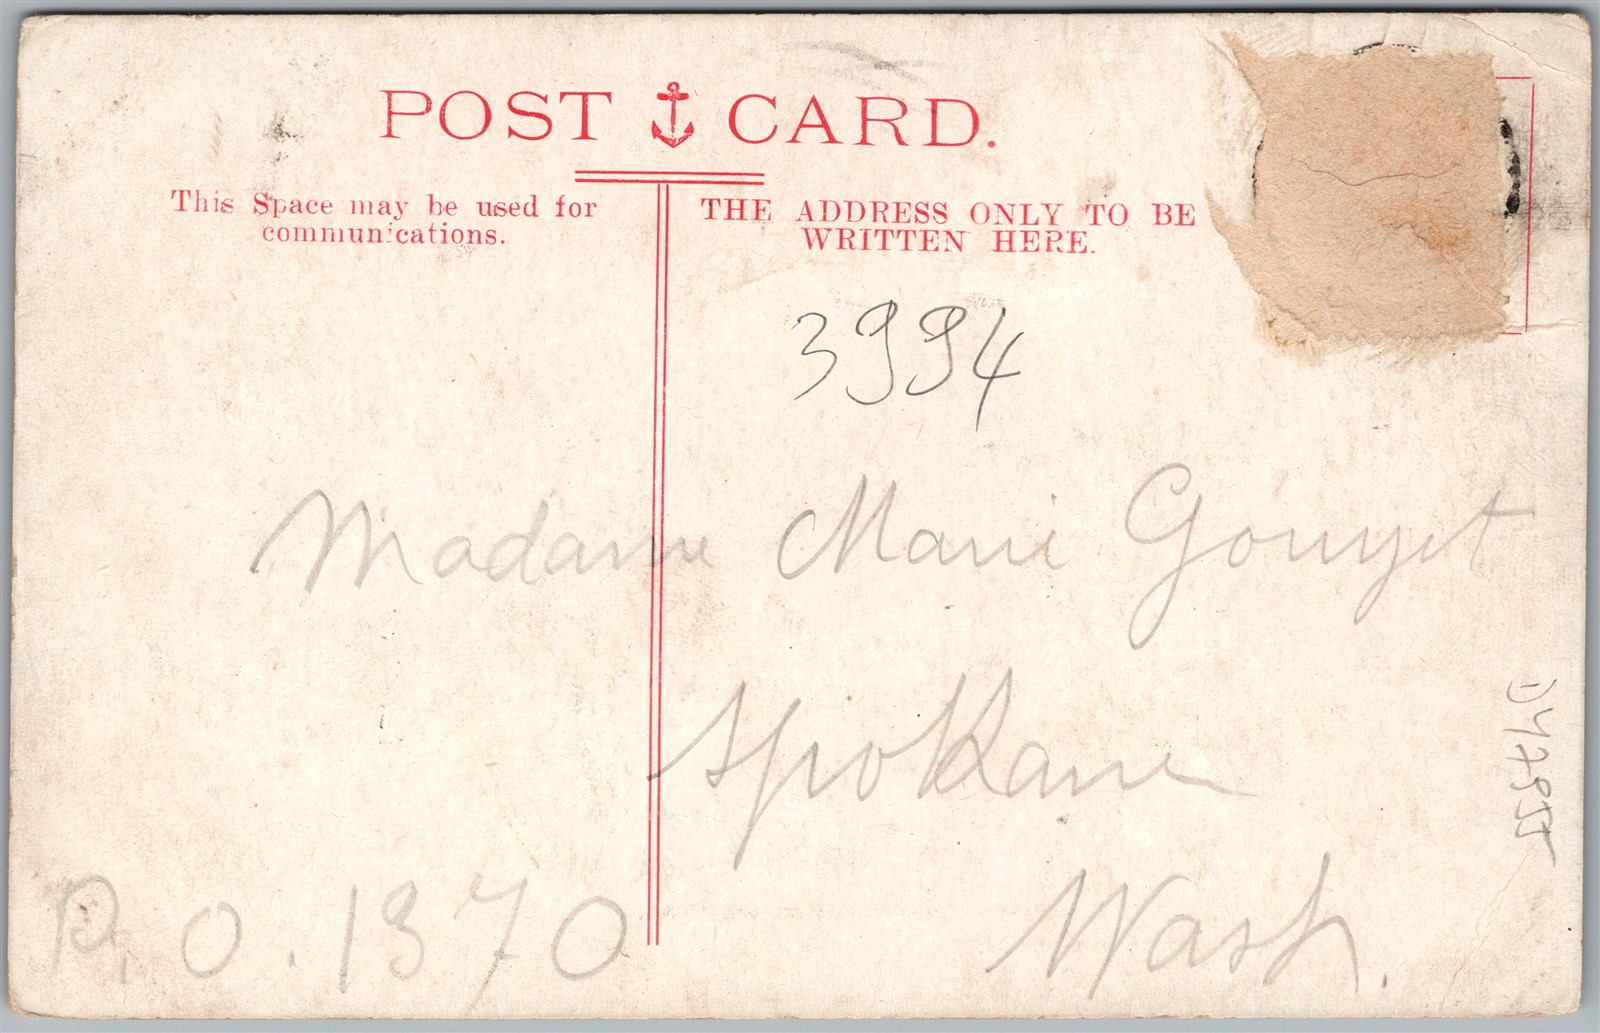 POST CARD.
This Space may be used for
communications.
THE ADDRESS ONLY TO BE
WRITTEN HERE.
3994
Madame Marie Gouyet
Spokane
P. O. 1370
Wash.